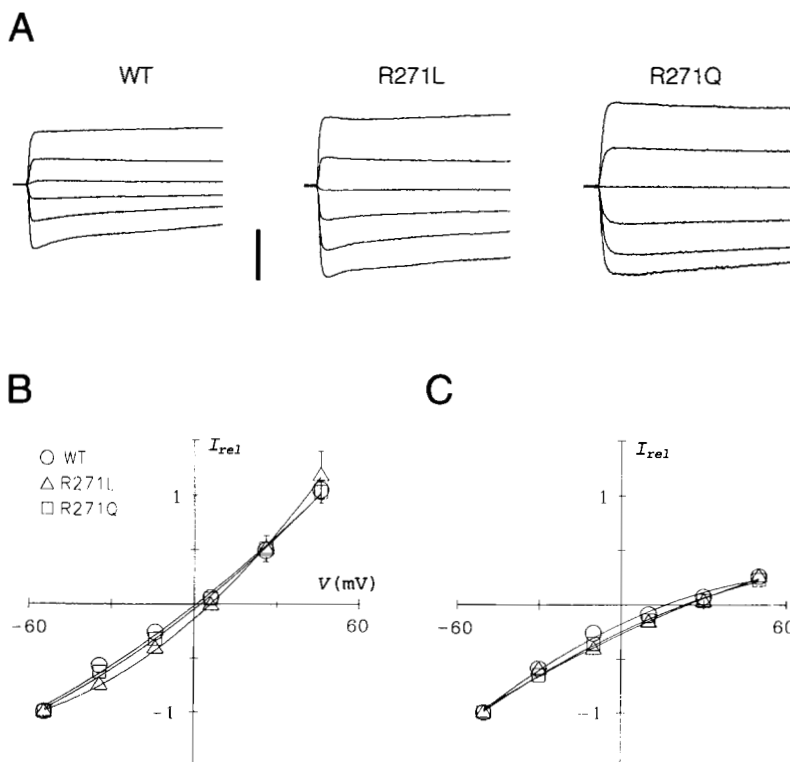 A
WT R271L R271Q
B C
I_rel I_rel
○ WT
△ R271L
□ R271Q
1 1
V (mV)
-60 60 -60 60
-1 -1